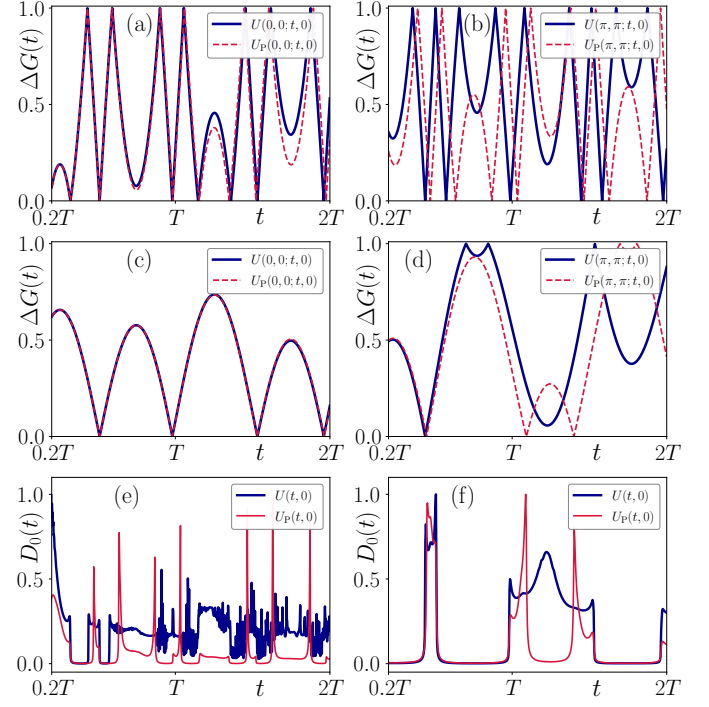 1.0
0.5
0.0
ΔG(t)
(a)
U(0, 0; t, 0)
U_P(0, 0; t, 0)
0.2T
T
t
2T
1.0
0.5
0.0
ΔG(t)
(b)
U(π, π; t, 0)
U_P(π, π; t, 0)
0.2T
T
t
2T
1.0
0.5
0.0
ΔG(t)
(c)
U(0, 0; t, 0)
U_P(0, 0; t, 0)
0.2T
T
t
2T
1.0
0.5
0.0
ΔG(t)
(d)
U(π, π; t, 0)
U_P(π, π; t, 0)
0.2T
T
t
2T
1.0
0.5
0.0
D₀(t)
(e)
U(t, 0)
U_P(t, 0)
0.2T
T
t
2T
1.0
0.5
0.0
D₀(t)
(f)
U(t, 0)
U_P(t, 0)
0.2T
T
t
2T